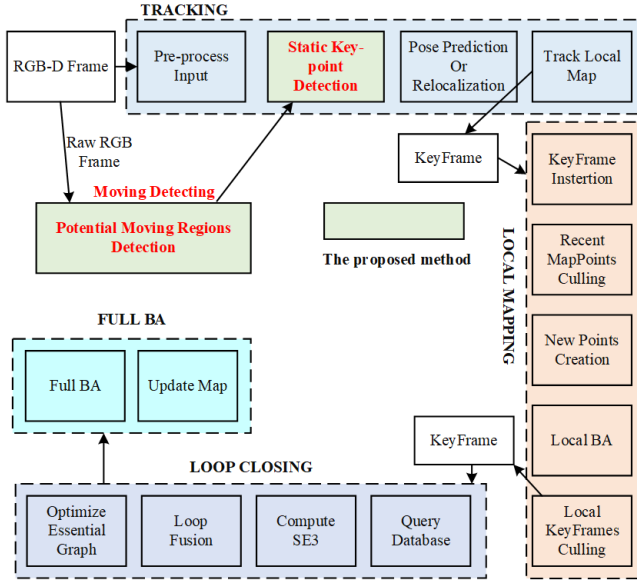 TRACKING
RGB-D Frame
Pre-process
Input
Static Key-
point
Detection
Pose Prediction
Or
Relocalization
Track Local
Map
Raw RGB
Frame
Moving Detecting
Potential Moving Regions
Detection
The proposed method
KeyFrame
LOCAL MAPPING
KeyFrame
Instertion
Recent
MapPoints
Culling
New Points
Creation
Local BA
Local
KeyFrames
Culling
FULL BA
Full BA
Update Map
KeyFrame
LOOP CLOSING
Optimize
Essential
Graph
Loop
Fusion
Compute
SE3
Query
Database